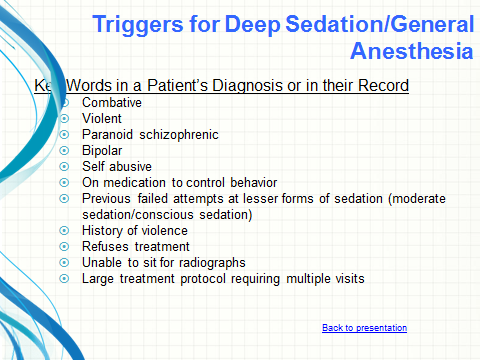 Triggers for Deep Sedation/General
Anesthesia
Key Words in a Patient's Diagnosis or in their Record
Combative
Violent
Paranoid schizophrenic
Bipolar
Self abusive
On medication to control behavior
Previous failed attempts at lesser forms of sedation (moderate
sedation/conscious sedation)
History of violence
Refuses treatment
Unable to sit for radiographs
Large treatment protocol requiring multiple visits
Back to presentation